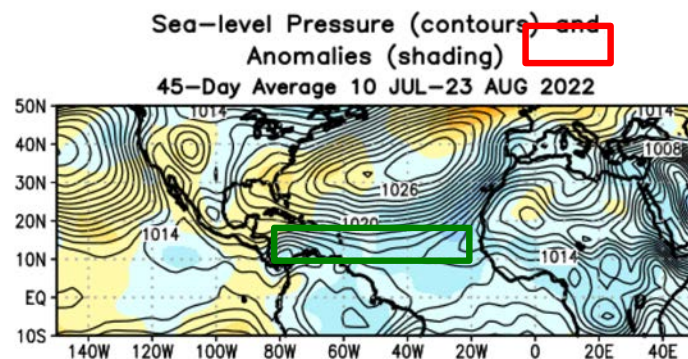 Sea-level Pressure (contours) and
Anomalies (shading)
45-Day Average 10 JUL-23 AUG 2022
50N
1014
1014
40N
1008
30N
1026
20N
1020
1014
10N
1014
EQ
10S
140W 120W 100W 80W 60W 40W 20W 0 20E 40E